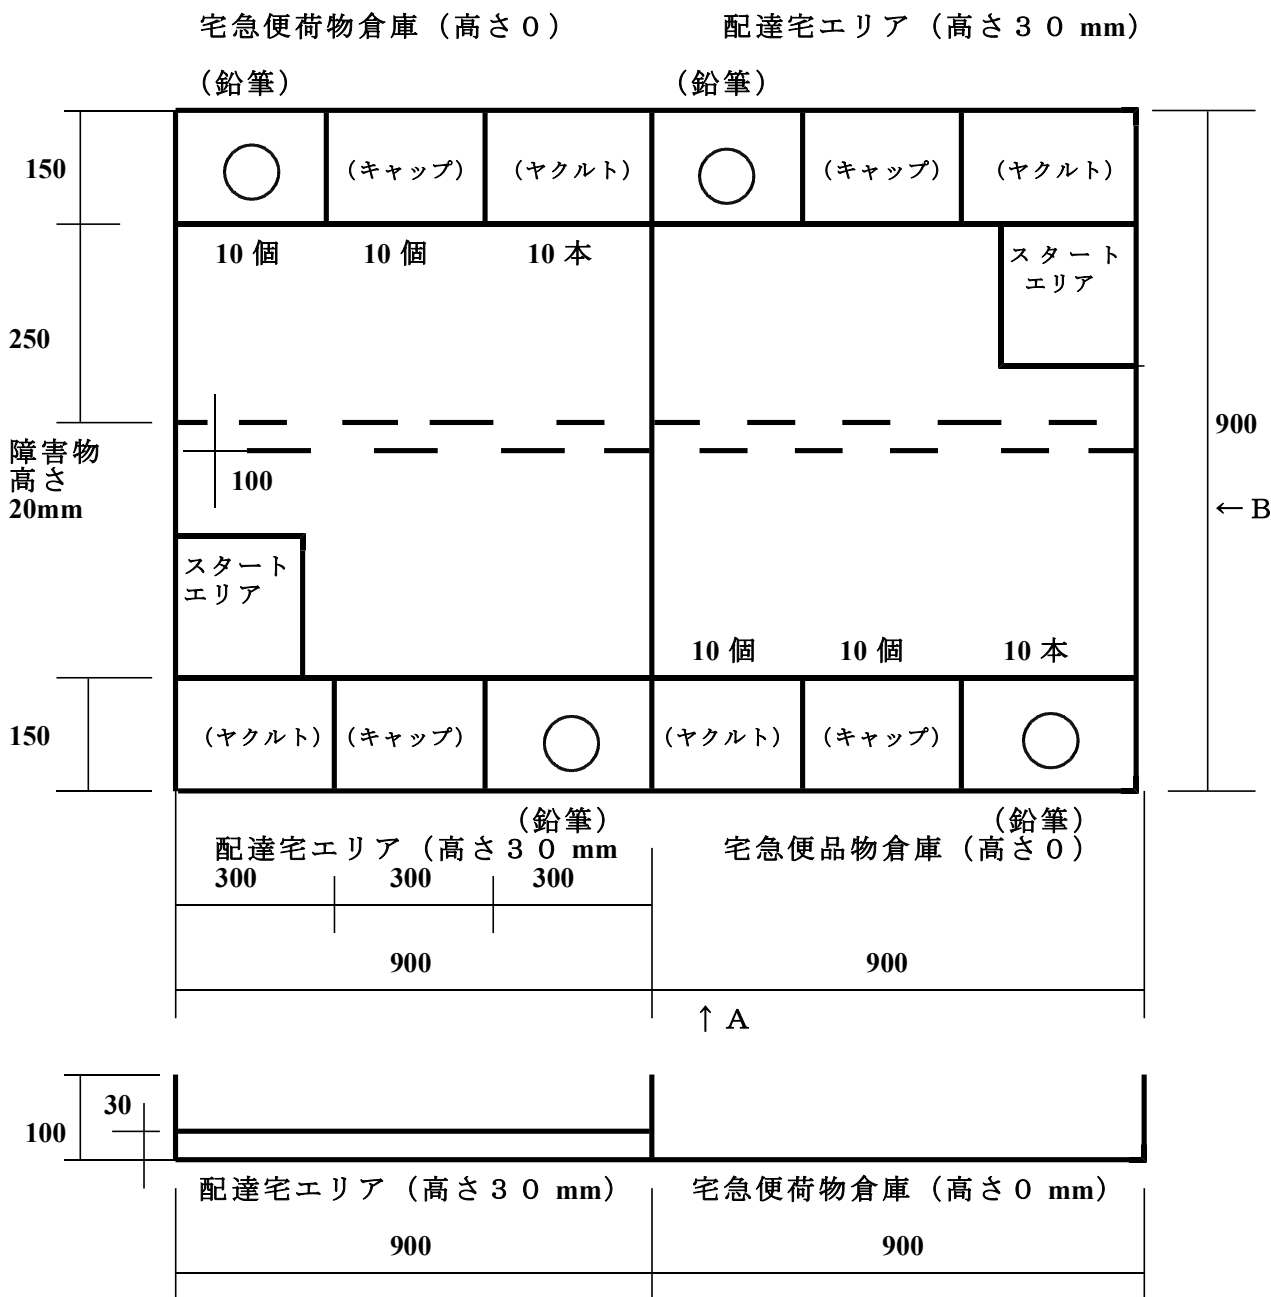 宅急便荷物倉庫（高さ０） 配達宅エリア（高さ３０ mm）
（鉛筆） （鉛筆）
150 （キャップ） （ヤクルト） （キャップ） （ヤクルト）
10 個 10 個 10 本 スタート
エリア
250
900
障害物
高さ
20mm
100
←Ｂ
スタート
エリア
10 個 10 個 10 本
150 （ヤクルト） （キャップ） （ヤクルト） （キャップ）
（鉛筆） （鉛筆）
配達宅エリア（高さ３０ mm 宅急便品物倉庫（高さ０）
300 300 300
900 900
↑Ａ
30
100
配達宅エリア（高さ３０ mm） 宅急便荷物倉庫（高さ０ mm）
900 900